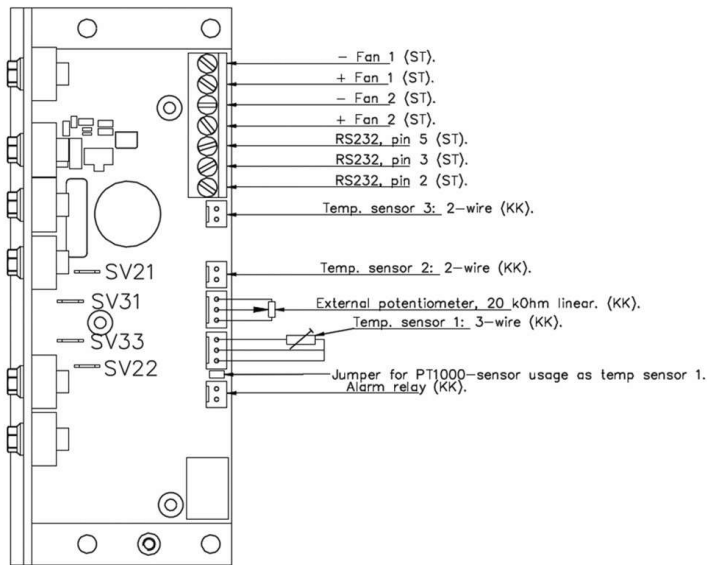 − Fan 1 (ST).
+ Fan 1 (ST).
− Fan 2 (ST).
+ Fan 2 (ST).
RS232, pin 5 (ST).
RS232, pin 3 (ST).
RS232, pin 2 (ST).
Temp. sensor 3: 2−wire (KK).
Temp. sensor 2: 2−wire (KK).
SV21
SV31
External potentiometer, 20 kOhm linear. (KK).
Temp. sensor 1: 3−wire (KK).
SV33
SV22
Jumper for PT1000−sensor usage as temp sensor 1.
Alarm relay (KK).